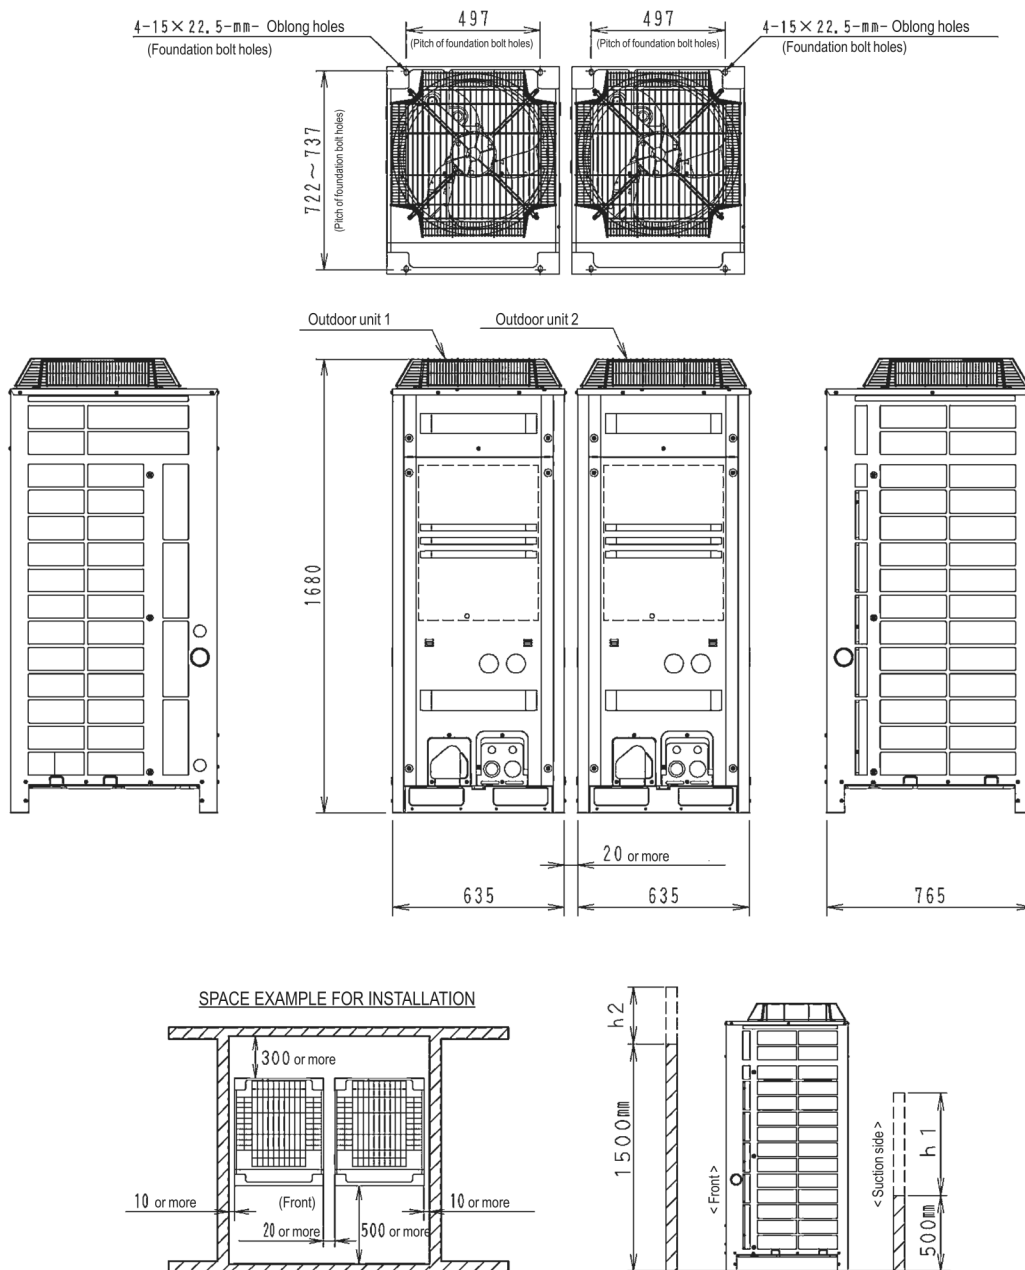 497
497
4-15×22.5-mm- Oblong holes
4-15×22.5-mm- Oblong holes
(Foundation bolt holes)
(Pitch of foundation bolt holes)
(Pitch of foundation bolt holes)
(Foundation bolt holes)
722～737
(Pitch of foundation bolt holes)
Outdoor unit 1
Outdoor unit 2
1680
20 or more
635
635
765
SPACE EXAMPLE FOR INSTALLATION
300 or more
10 or more
(Front)
10 or more
20 or more
500 or more
h2
1500mm
< Front >
< Suction side >
h1
500mm